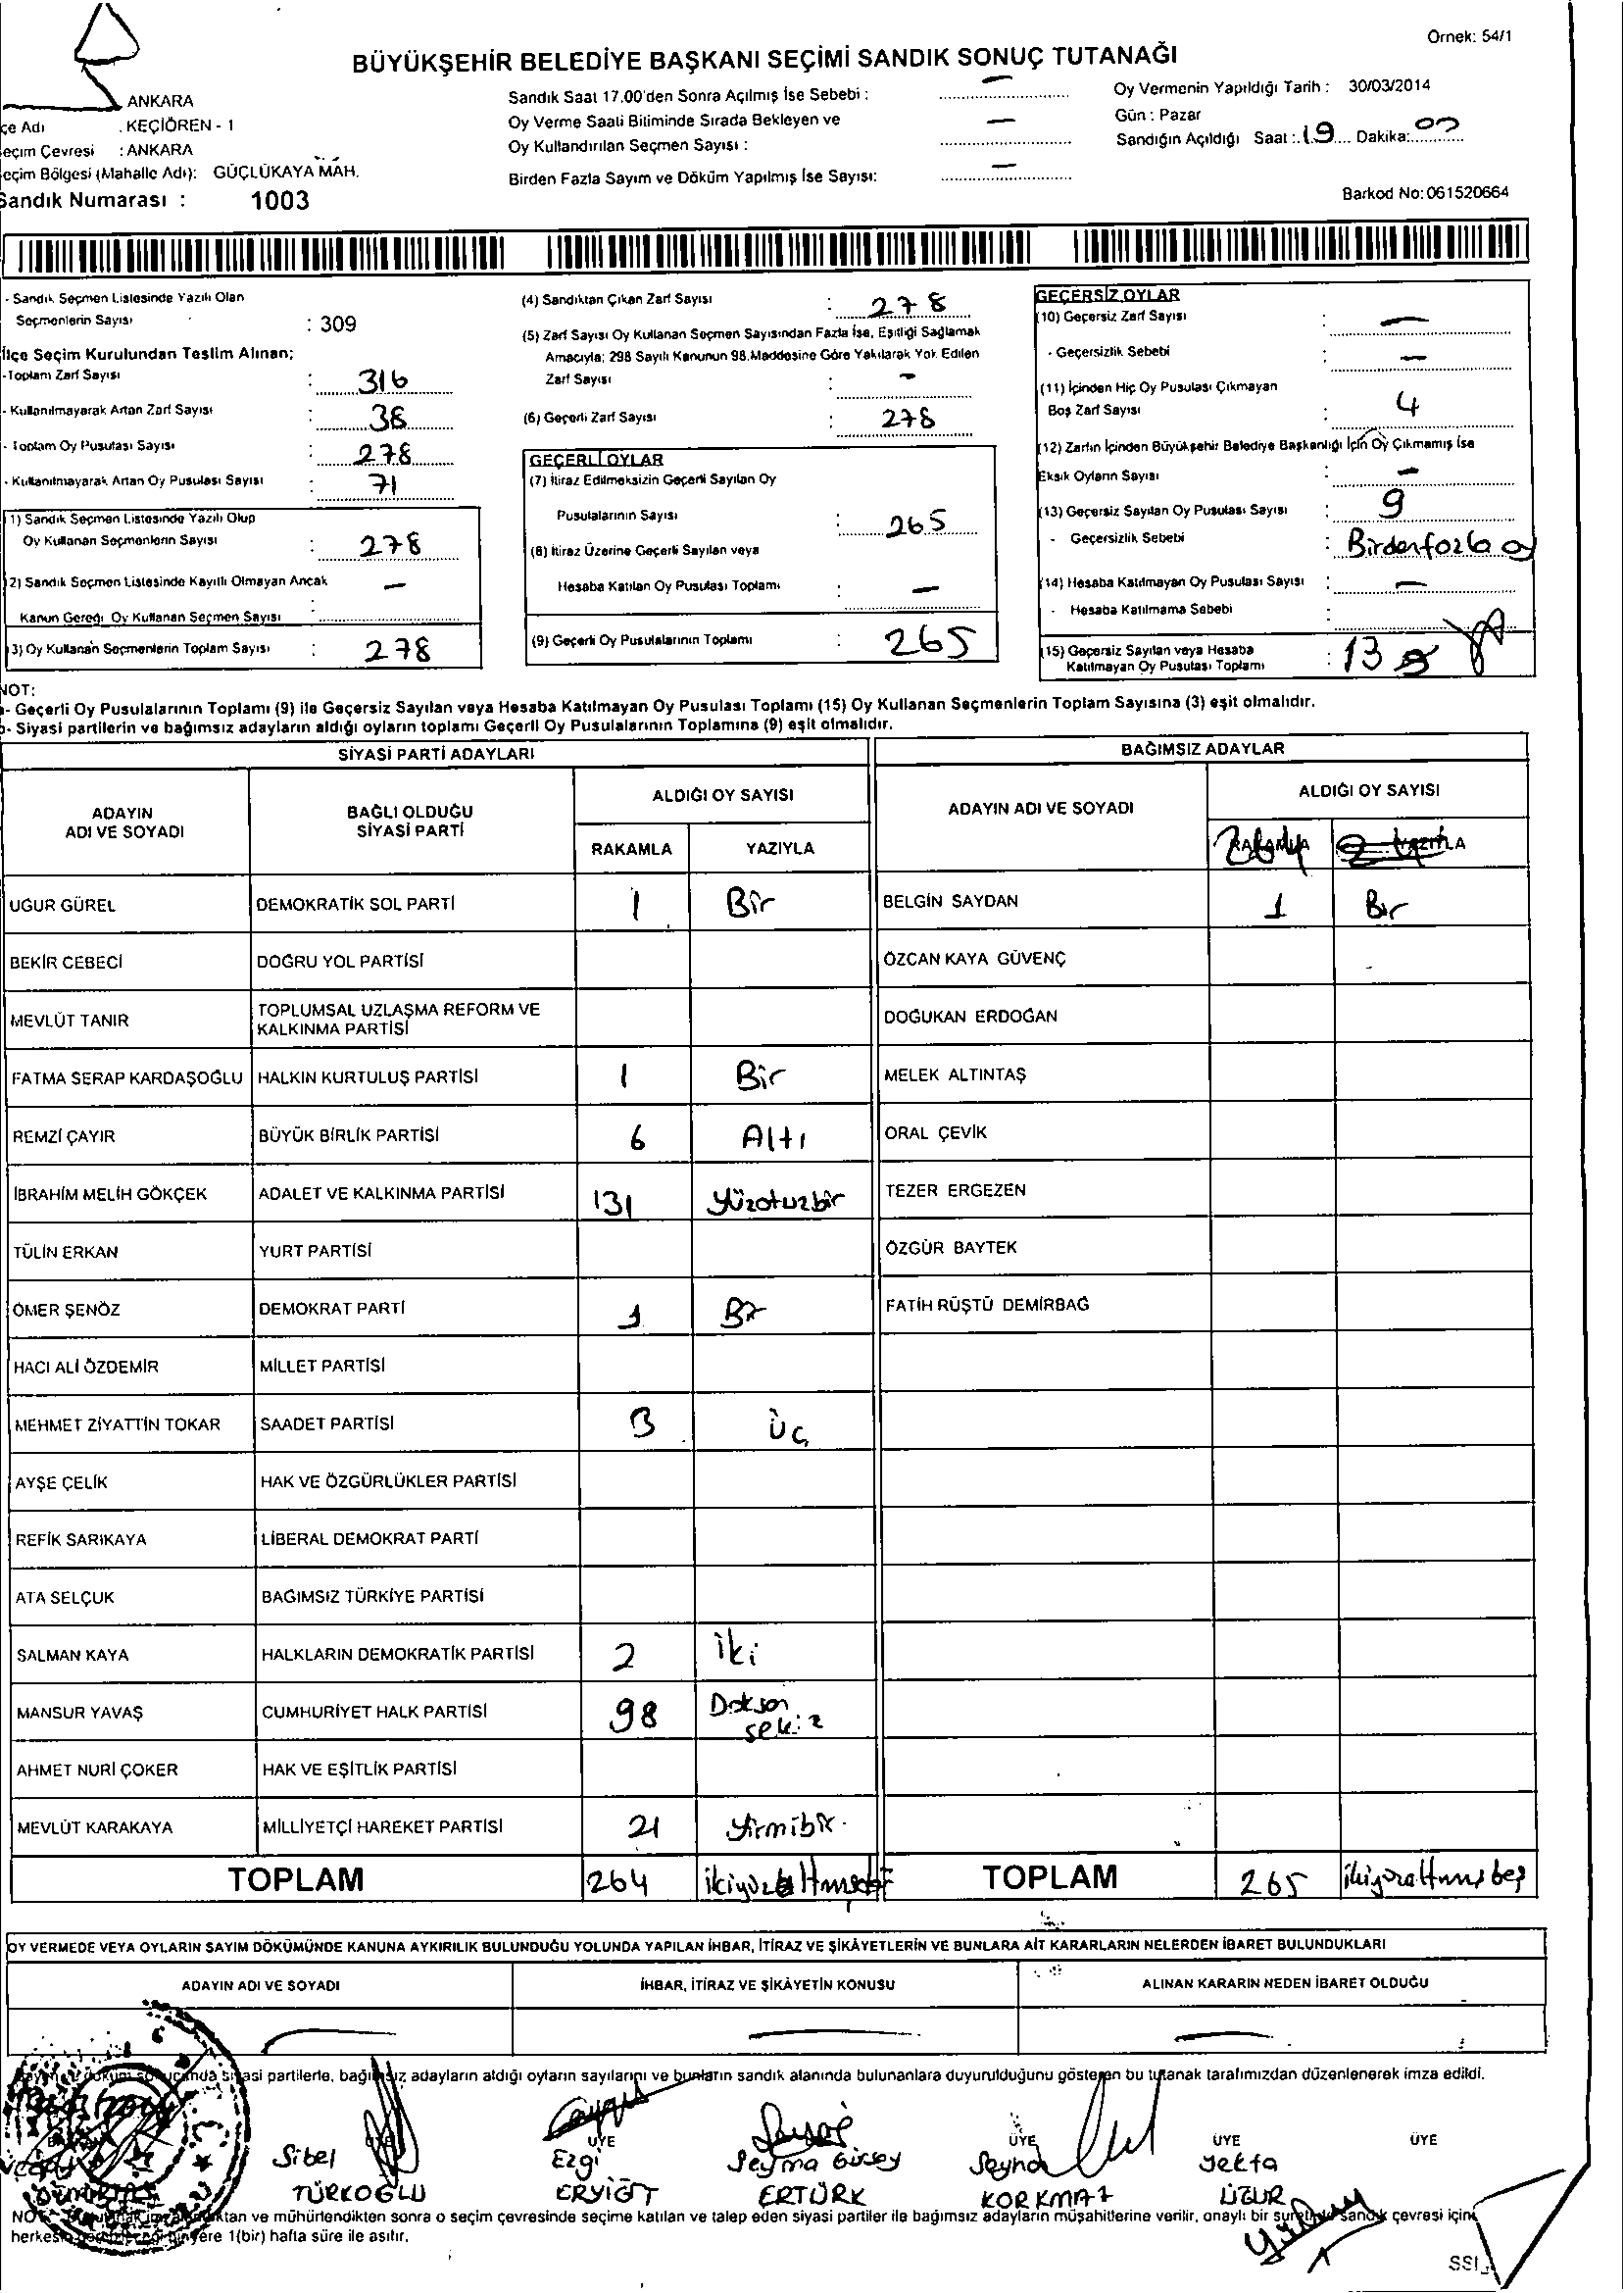 Örnek: 54/1
BÜYÜKŞEHİR BELEDİYE BAŞKANI SEÇİMİ SANDIK SONUÇ TUTANAĞI
ANKARA
çe Adı : KEÇİÖREN - 1
eçim Çevresi : ANKARA
eçim Bölgesi (Mahalle Adı): GÜÇLÜKAYA MAH.
Sandık Numarası : 1003
Sandık Saat 17.00'den Sonra Açılmış İse Sebebi : —
Oy Verme Saati Bitiminde Sırada Bekleyen ve
Oy Kullandırılan Seçmen Sayısı : —
Birden Fazla Sayım ve Döküm Yapılmış İse Sayısı: —
Oy Vermenin Yapıldığı Tarih : 30/03/2014
Gün : Pazar
Sandığın Açıldığı Saat : 19 Dakika: 00
Barkod No: 061520664
- Sandık Seçmen Listesinde Yazılı Olan
Seçmenlerin Sayısı : 309
İlçe Seçim Kurulundan Teslim Alınan;
-Toplam Zarf Sayısı : 316
- Kullanılmayarak Artan Zarf Sayısı : 38
- Toplam Oy Pusulası Sayısı : 278
- Kullanılmayarak Artan Oy Pusulası Sayısı : 71
1) Sandık Seçmen Listesinde Yazılı Olup
Oy Kullanan Seçmenlerin Sayısı : 278
2) Sandık Seçmen Listesinde Kayıtlı Olmayan Ancak
Kanun Gereği Oy Kullanan Seçmen Sayısı : —
3) Oy Kullanan Seçmenlerin Toplam Sayısı : 278
(4) Sandıktan Çıkan Zarf Sayısı : 278
(5) Zarf Sayısı Oy Kullanan Seçmen Sayısından Fazla İse, Eşitliği Sağlamak
Amacıyla; 298 Sayılı Kanunun 98.Maddesine Göre Yakılarak Yok Edilen
Zarf Sayısı : —
(6) Geçerli Zarf Sayısı : 278
GEÇERLİ OYLAR
(7) İtiraz Edilmeksizin Geçerli Sayılan Oy
Pusulalarının Sayısı : 265
(8) İtiraz Üzerine Geçerli Sayılan veya
Hesaba Katılan Oy Pusulası Toplamı : —
(9) Geçerli Oy Pusulalarının Toplamı : 265
GEÇERSİZ OYLAR
(10) Geçersiz Zarf Sayısı : —
- Geçersizlik Sebebi : —
(11) İçinden Hiç Oy Pusulası Çıkmayan
Boş Zarf Sayısı : 4
(12) Zarfın İçinden Büyükşehir Belediye Başkanlığı İçin Oy Çıkmamış İse
Eksik Oyların Sayısı : —
(13) Geçersiz Sayılan Oy Pusulası Sayısı : 9
- Geçersizlik Sebebi : Birden fazla oy
(14) Hesaba Katılmayan Oy Pusulası Sayısı : —
- Hesaba Katılmama Sebebi :
(15) Geçersiz Sayılan veya Hesaba
Katılmayan Oy Pusulası Toplamı : 13
NOT:
a- Geçerli Oy Pusulalarının Toplamı (9) ile Geçersiz Sayılan veya Hesaba Katılmayan Oy Pusulası Toplamı (15) Oy Kullanan Seçmenlerin Toplam Sayısına (3) eşit olmalıdır.
b- Siyasi partilerin ve bağımsız adayların aldığı oyların toplamı Geçerli Oy Pusulalarının Toplamına (9) eşit olmalıdır.
SİYASİ PARTİ ADAYLARI BAĞIMSIZ ADAYLAR
ADAYIN ADI VE SOYADI BAĞLI OLDUĞU SİYASİ PARTİ ALDIĞI OY SAYISI ADAYIN ADI VE SOYADI ALDIĞI OY SAYISI
RAKAMLA YAZIYLA RAKAMLA YAZIYLA
264
UĞUR GÜREL DEMOKRATİK SOL PARTİ 1 Bir BELGİN SAYDAN 1 Bir
BEKİR CEBECİ DOĞRU YOL PARTİSİ ÖZCAN KAYA GÜVENÇ
MEVLÜT TANIR TOPLUMSAL UZLAŞMA REFORM VE KALKINMA PARTİSİ DOĞUKAN ERDOĞAN
FATMA SERAP KARDAŞOĞLU HALKIN KURTULUŞ PARTİSİ 1 Bir MELEK ALTINTAŞ
REMZİ ÇAYIR BÜYÜK BİRLİK PARTİSİ 6 Altı ORAL ÇEVİK
İBRAHİM MELİH GÖKÇEK ADALET VE KALKINMA PARTİSİ 131 yüzotuzbir TEZER ERGEZEN
TÜLİN ERKAN YURT PARTİSİ ÖZGÜR BAYTEK
ÖMER ŞENÖZ DEMOKRAT PARTİ 1 Bir FATİH RÜŞTÜ DEMİRBAĞ
HACI ALİ ÖZDEMİR MİLLET PARTİSİ
MEHMET ZİYATTİN TOKAR SAADET PARTİSİ 3 Üç
AYŞE ÇELİK HAK VE ÖZGÜRLÜKLER PARTİSİ
REFİK SARIKAYA LİBERAL DEMOKRAT PARTİ
ATA SELÇUK BAĞIMSIZ TÜRKİYE PARTİSİ
SALMAN KAYA HALKLARIN DEMOKRATİK PARTİSİ 2 iki
MANSUR YAVAŞ CUMHURİYET HALK PARTİSİ 98 Doksan sekiz
AHMET NURİ ÇOKER HAK VE EŞİTLİK PARTİSİ
MEVLÜT KARAKAYA MİLLİYETÇİ HAREKET PARTİSİ 21 yirmibir
TOPLAM 264 ikiyüzaltmışdört TOPLAM 265 ikiyüzaltmışbeş
OY VERMEDE VEYA OYLARIN SAYIM DÖKÜMÜNDE KANUNA AYKIRILIK BULUNDUĞU YOLUNDA YAPILAN İHBAR, İTİRAZ VE ŞİKÂYETLERİN VE BUNLARA AİT KARARLARIN NELERDEN İBARET BULUNDUKLARI
ADAYIN ADI VE SOYADI İHBAR, İTİRAZ VE ŞİKÂYETİN KONUSU ALINAN KARARIN NEDEN İBARET OLDUĞU
— — —
siyasi partilerle, bağımsız adayların aldığı oyların sayılarını ve bunların sandık alanında bulunanlara duyurulduğunu gösteren bu tutanak tarafımızdan düzenlenerek imza edildi.
ÜYE ÜYE ÜYE ÜYE
Sibel Ezgi Şeyma Gürsey Şeyno Yekta
TÜRKOĞLU ERYİĞİT ERTÜRK KORKMAZ UZUR
ve mühürlendikten sonra o seçim çevresinde seçime katılan ve talep eden siyasi partiler ile bağımsız adayların müşahitlerine verilir, onaylı bir sureti de sandık çevresi için
yere 1(bir) hafta süre ile asılır.